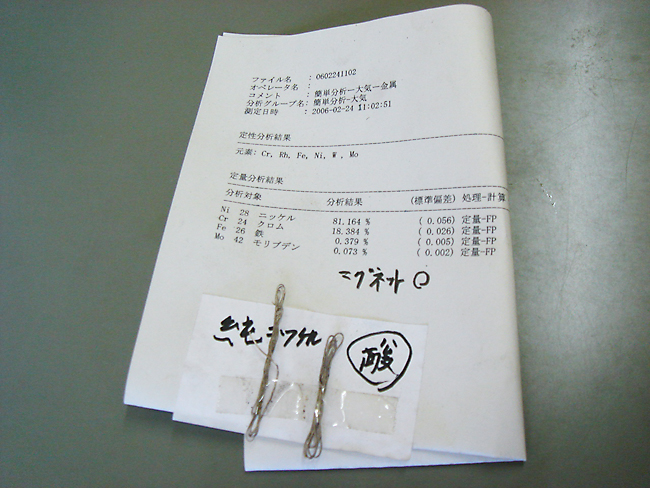 ファイル名 : 0602241102
オペレータ名 :
コメント : 簡単分析ー大気ー金属
分析グループ名: 簡単分析-大気
測定日時 : 2006-02-24 11:02:51
定性分析結果
元素: Cr, Rh, Fe, Ni, W , Mo
定量分析結果
分析対象 分析結果 (標準偏差) 処理-計算
Ni 28 ニッケル 81.164 % ( 0.056) 定量-FP
Cr 24 クロム 18.384 % ( 0.026) 定量-FP
Fe 26 鉄 0.379 % ( 0.005) 定量-FP
Mo 42 モリブデン 0.073 % ( 0.002) 定量-FP
純ニッケル
酸